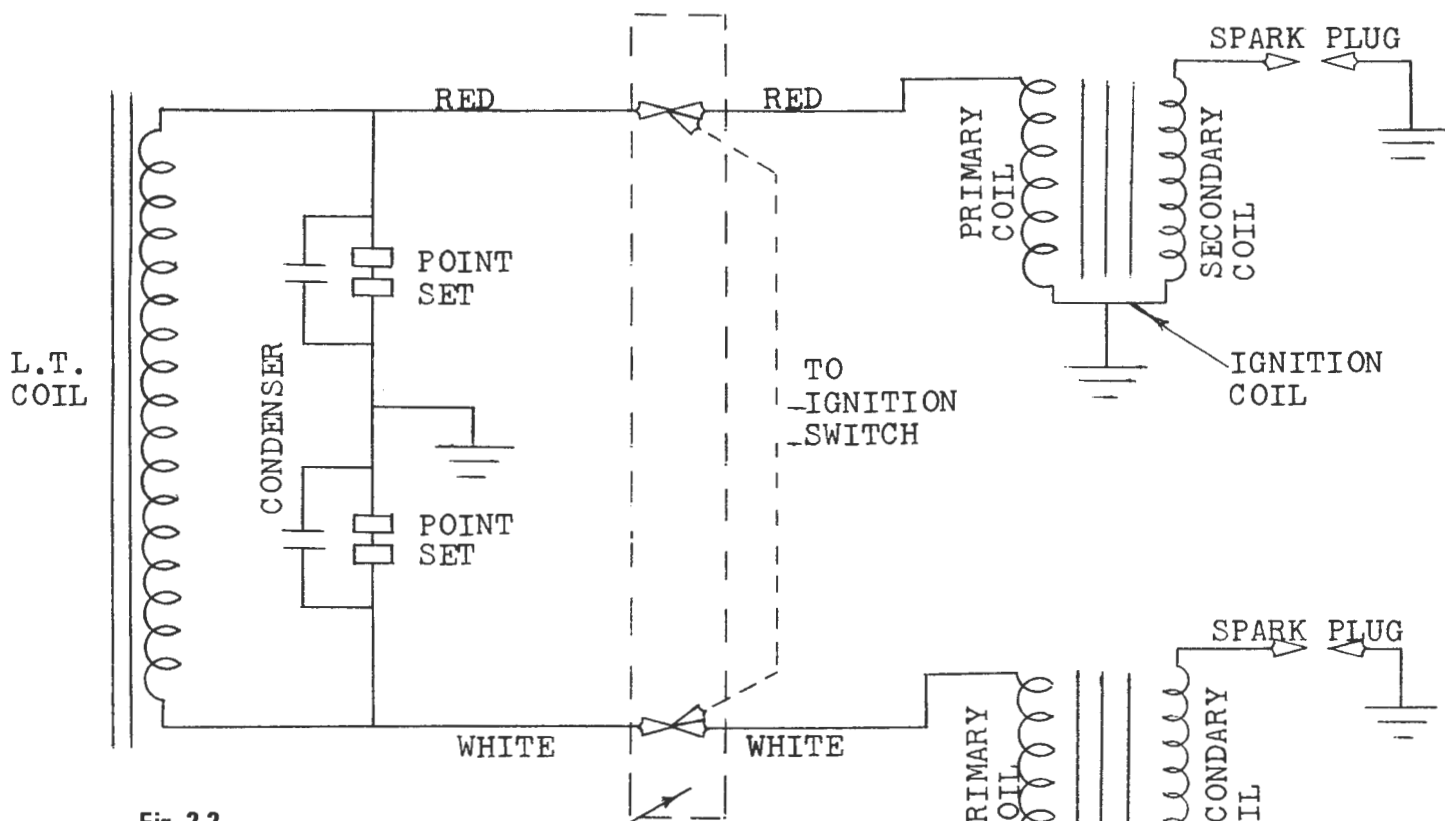 SPARK PLUG
RED
RED
PRIMARY
COIL
SECONDARY
COIL
POINT
SET
L.T.
COIL
CONDENSER
TO
IGNITION
SWITCH
IGNITION
COIL
POINT
SET
SPARK PLUG
WHITE
WHITE